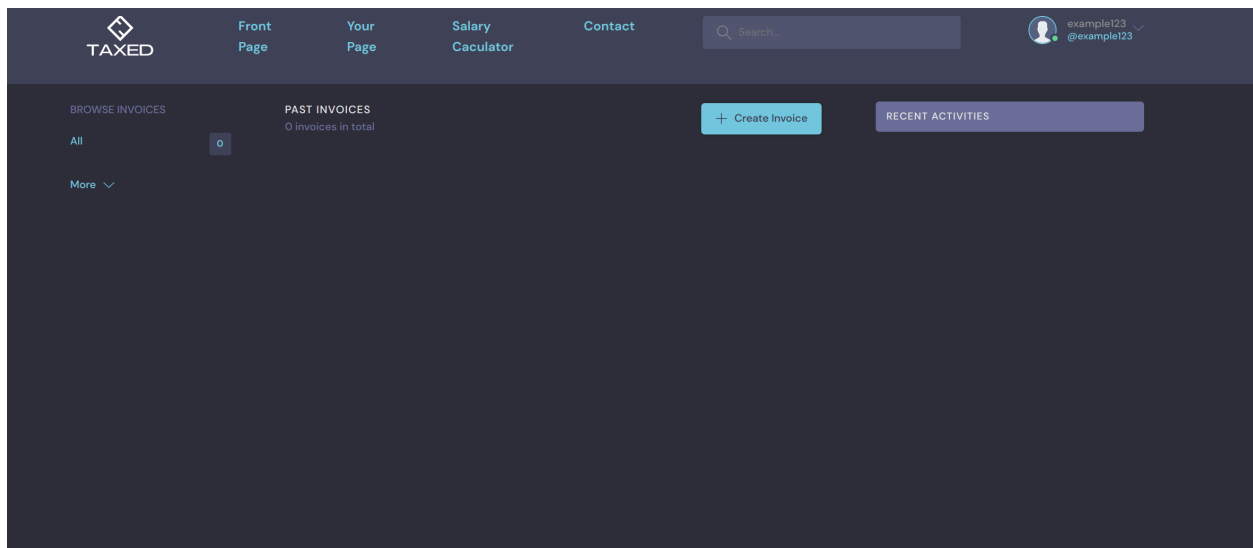 TAXED
Front
Page
Your
Page
Salary
Caculator
Contact
Search...
example123
@example123
BROWSE INVOICES
All
0
More
PAST INVOICES
0 invoices in total
+ Create Invoice
RECENT ACTIVITIES